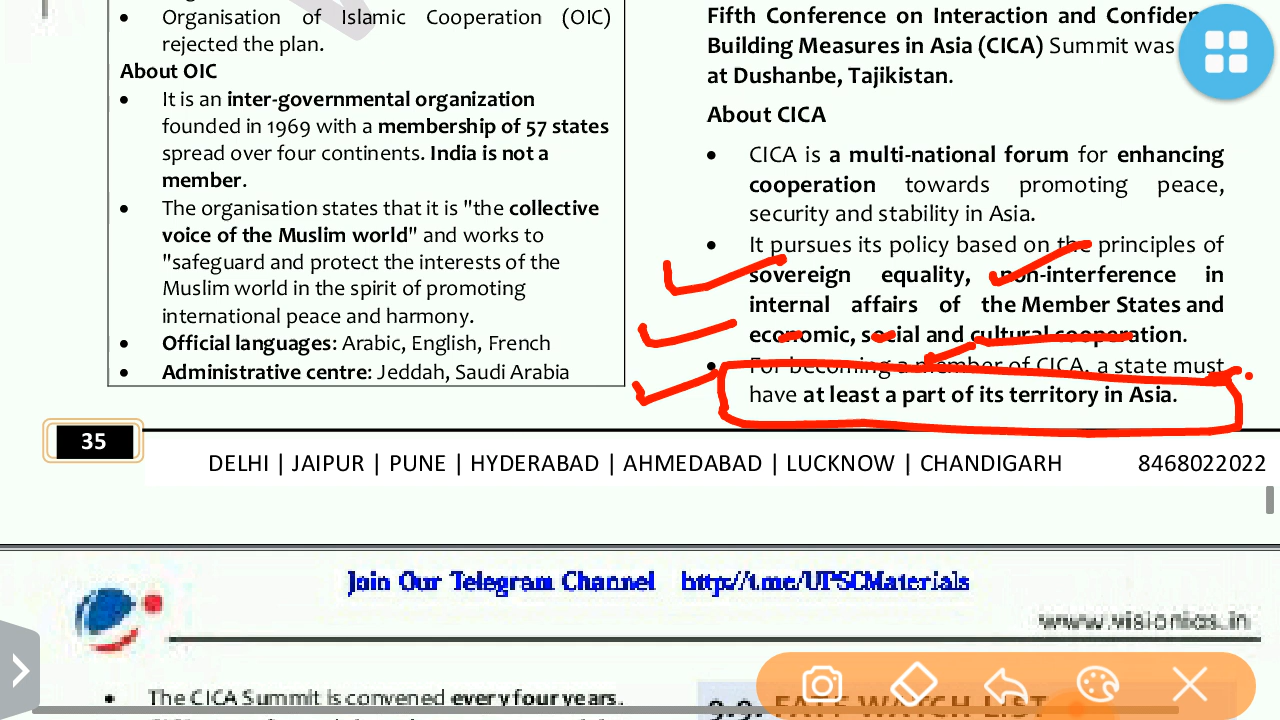 • Organisation of Islamic Cooperation (OIC)
rejected the plan.
About OIC
• It is an inter-governmental organization
founded in 1969 with a membership of 57 states
spread over four continents. India is not a
member.
• The organisation states that it is "the collective
voice of the Muslim world" and works to
"safeguard and protect the interests of the
Muslim world in the spirit of promoting
international peace and harmony.
• Official languages: Arabic, English, French
• Administrative centre: Jeddah, Saudi Arabia
Fifth Conference on Interaction and
Building Measures in Asia (CICA) Summit was
at Dushanbe, Tajikistan.
About CICA
• CICA is a multi-national forum for enhancing
cooperation towards promoting peace,
security and stability in Asia.
• It pursues its policy based on the principles of
sovereign equality, non-interference in
internal affairs of the Member States and
economic, social and cultural cooperation.
• For becoming a member of CICA, a state must
have at least a part of its territory in Asia.
35
DELHI | JAIPUR | PUNE | HYDERABAD | AHMEDABAD | LUCKNOW | CHANDIGARH 8468022022
Join Our Telegram Channel http://t.me/UPSCMaterials
www.visionias.in
• The CICA Summit is convened every four years.
9.9. FATF WATCH LIST